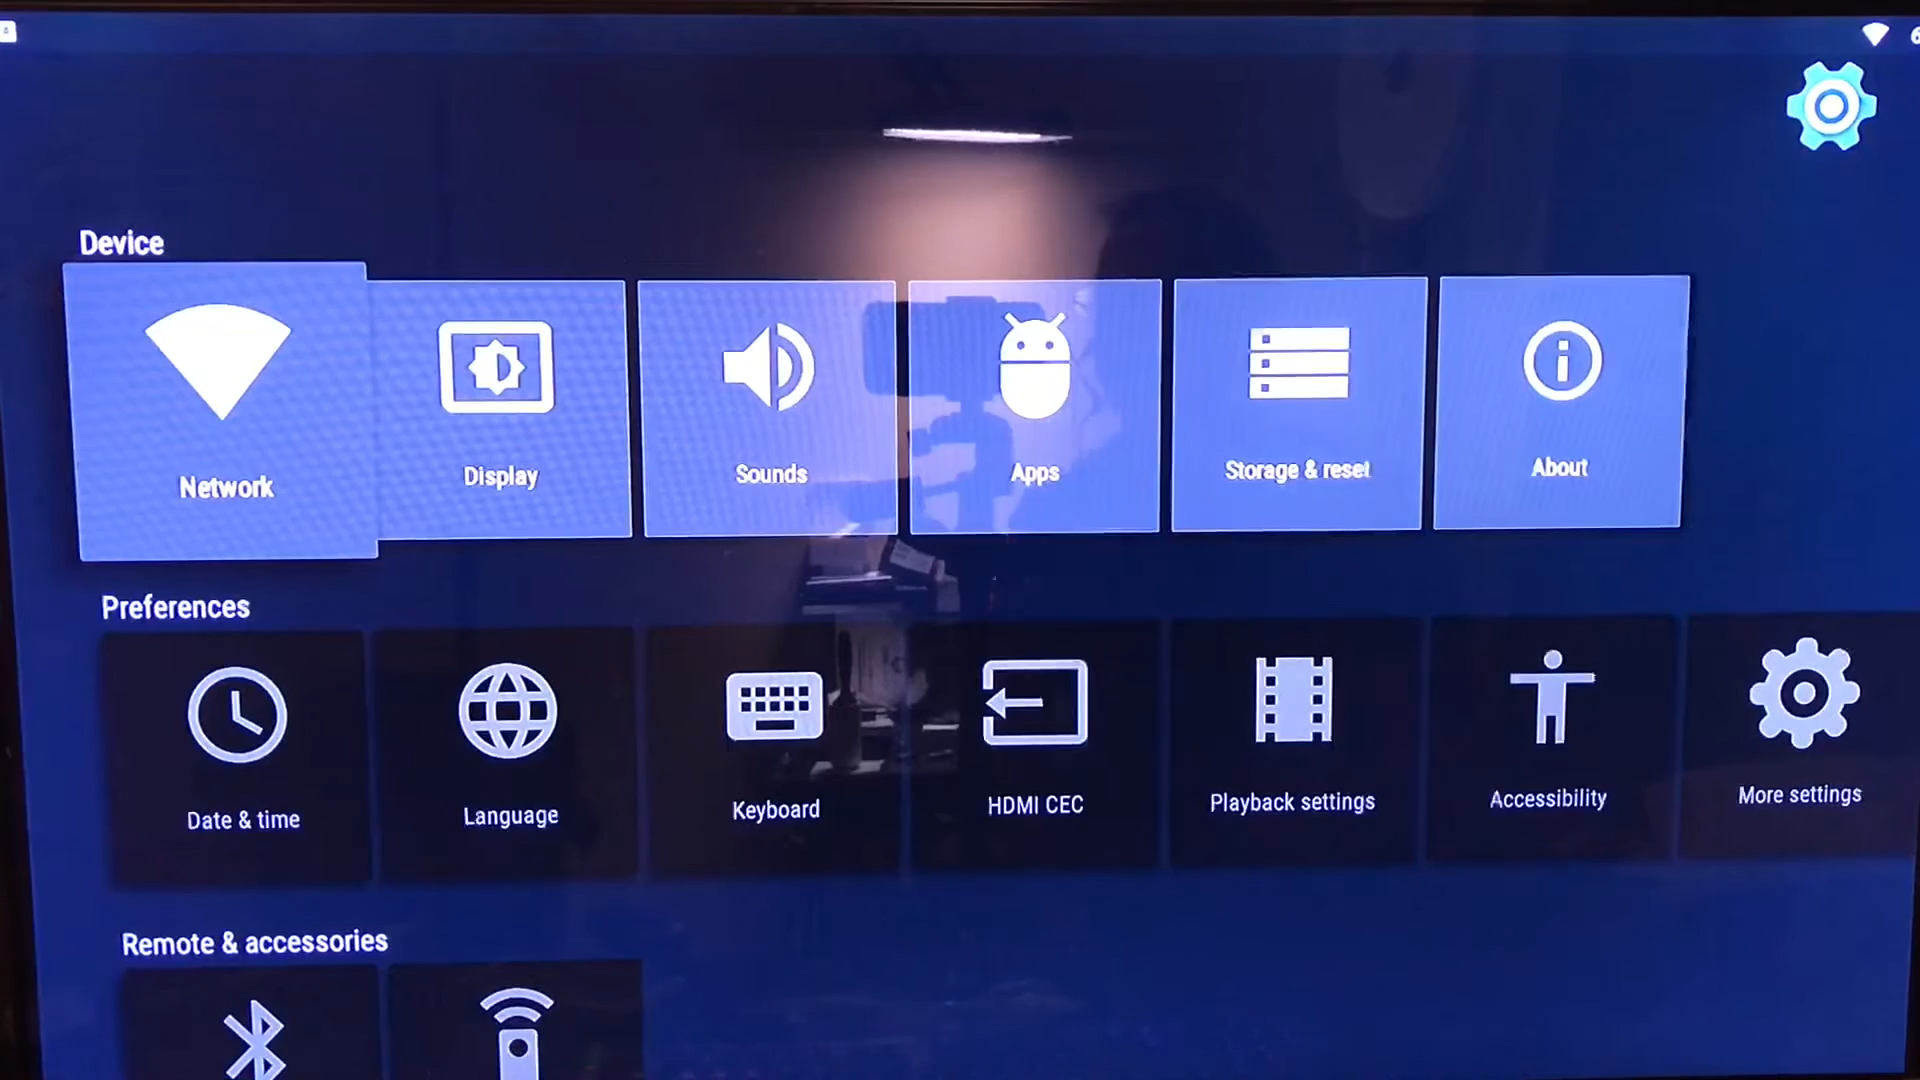 Device
Network
Display
Sounds
Apps
Storage & reset
About
Preferences
Date & time
Language
Keyboard
HDMI CEC
Playback settings
Accessibility
More settings
Remote & accessories